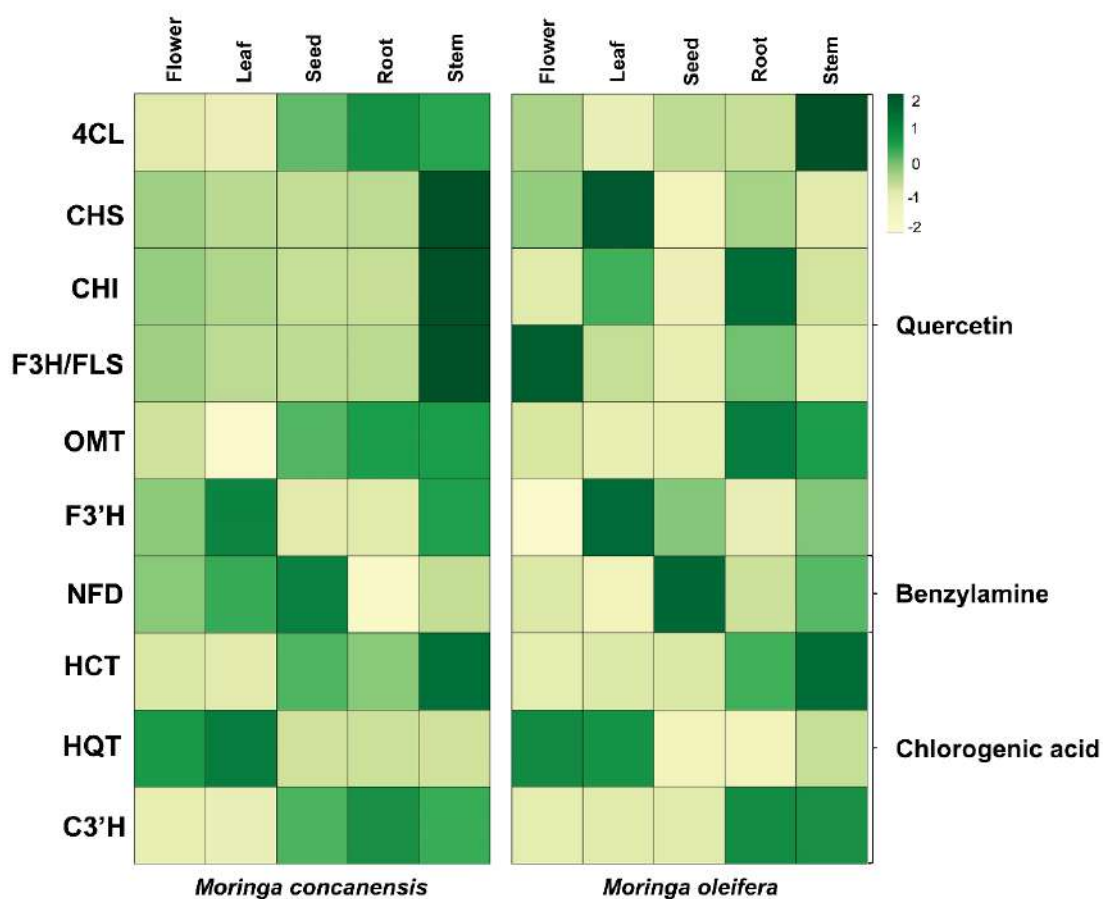 Flower Leaf Seed Root Stem Flower Leaf Seed Root Stem
4CL
CHS
CHI
F3H/FLS
OMT
F3’H
NFD
HCT
HQT
C3’H
2
1
0
-1
-2
Quercetin
Benzylamine
Chlorogenic acid
Moringa concanensis Moringa oleifera